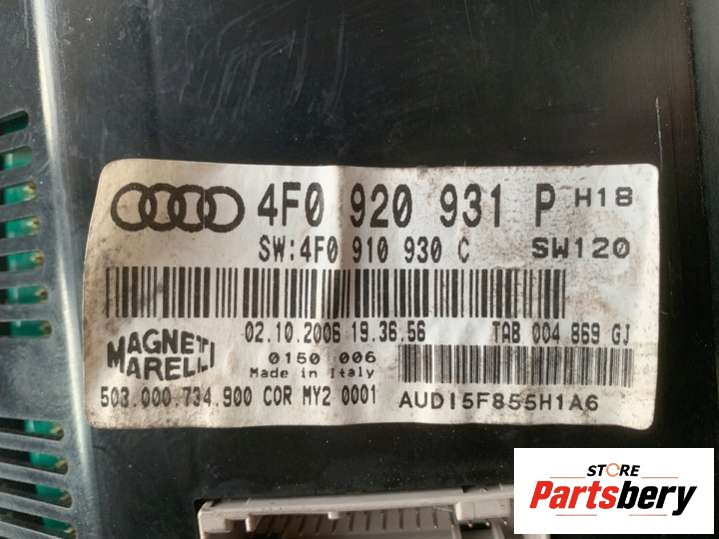 4F0 920 931 P H18
SW:4F0 910 930 C SW120
02.10.2006 19.36.56 TAB 004 869 GJ
MAGNETI
MARELLI
0150 006
Made in Italy
503.000.734.900 COR MY2 0001
AUDI5F855H1A6
STORE
Partsbery